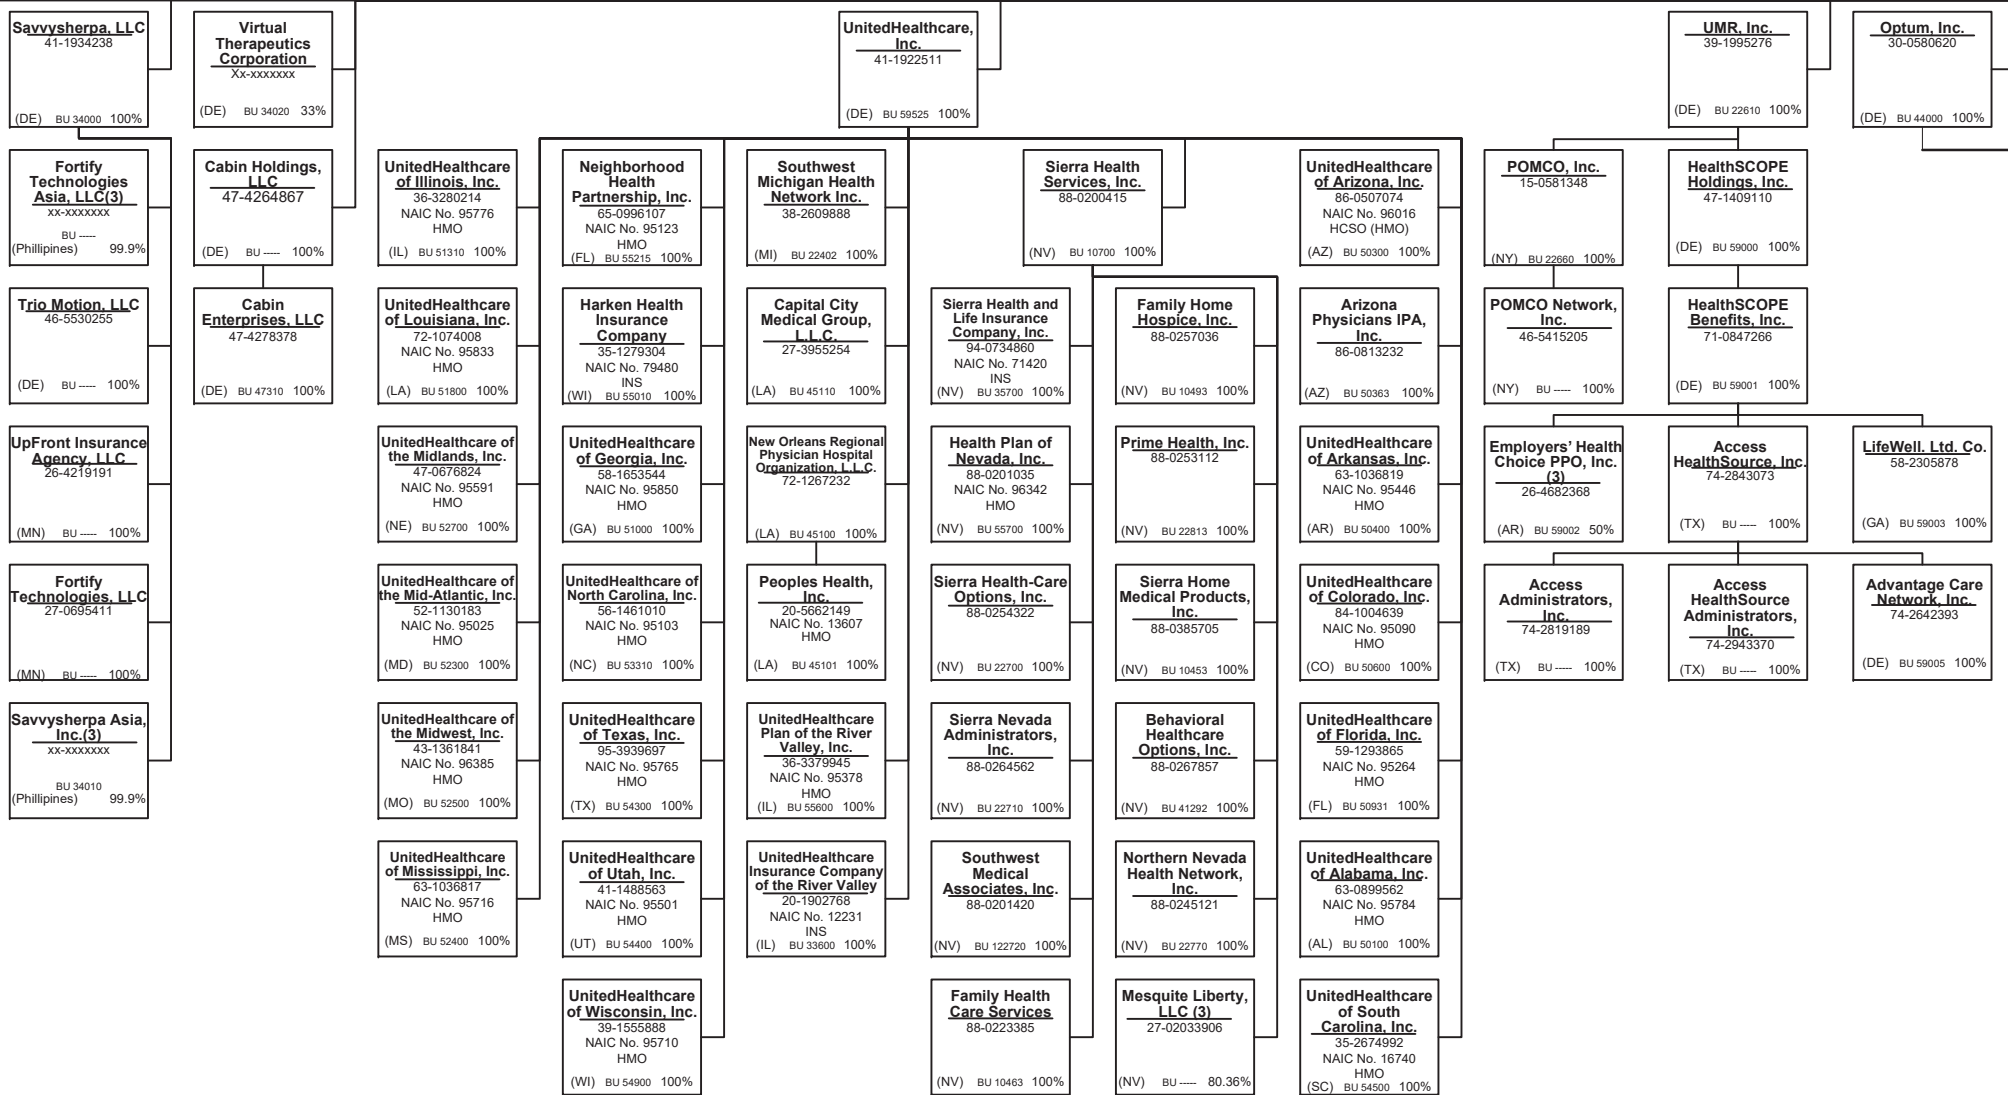 Savvysherpa, LLC
41-1934238
(DE) BU 34000 100%
Virtual
Therapeutics
Corporation
Xx-xxxxxxx
(DE) BU 34020 33%
UnitedHealthcare,
Inc.
41-1922511
(DE) BU 59525 100%
UMR, Inc.
39-1995276
(DE) BU 22610 100%
Optum, Inc.
30-0580620
(DE) BU 44000 100%
Fortify
Technologies
Asia, LLC(3)
xx-xxxxxxx
BU -----
(Phillipines) 99.9%
Cabin Holdings,
LLC
47-4264867
(DE) BU ----- 100%
UnitedHealthcare
of Illinois, Inc.
36-3280214
NAIC No. 95776
HMO
(IL) BU 51310 100%
Neighborhood
Health
Partnership, Inc.
65-0996107
NAIC No. 95123
HMO
(FL) BU 55215 100%
Southwest
Michigan Health
Network Inc.
38-2609888
(MI) BU 22402 100%
Sierra Health
Services, Inc.
88-0200415
(NV) BU 10700 100%
UnitedHealthcare
of Arizona, Inc.
86-0507074
NAIC No. 96016
HCSO (HMO)
(AZ) BU 50300 100%
POMCO, Inc.
15-0581348
(NY) BU 22660 100%
HealthSCOPE
Holdings, Inc.
47-1409110
(DE) BU 59000 100%
Trio Motion, LLC
46-5530255
(DE) BU ----- 100%
Cabin
Enterprises, LLC
47-4278378
(DE) BU 47310 100%
UnitedHealthcare
of Louisiana, Inc.
72-1074008
NAIC No. 95833
HMO
(LA) BU 51800 100%
Harken Health
Insurance
Company
35-1279304
NAIC No. 79480
INS
(WI) BU 55010 100%
Capital City
Medical Group,
L.L.C.
27-3955254
(LA) BU 45110 100%
Sierra Health and
Life Insurance
Company, Inc.
94-0734860
NAIC No. 71420
INS
(NV) BU 35700 100%
Family Home
Hospice, Inc.
88-0257036
(NV) BU 10493 100%
Arizona
Physicians IPA,
Inc.
86-0813232
(AZ) BU 50363 100%
POMCO Network,
Inc.
46-5415205
(NY) BU ----- 100%
HealthSCOPE
Benefits, Inc.
71-0847266
(DE) BU 59001 100%
UpFront Insurance
Agency, LLC
26-4219191
(MN) BU ----- 100%
UnitedHealthcare of
the Midlands, Inc.
47-0676824
NAIC No. 95591
HMO
(NE) BU 52700 100%
UnitedHealthcare
of Georgia, Inc.
58-1653544
NAIC No. 95850
HMO
(GA) BU 51000 100%
New Orleans Regional
Physician Hospital
Organization, L.L.C.
72-1267232
(LA) BU 45100 100%
Health Plan of
Nevada, Inc.
88-0201035
NAIC No. 96342
HMO
(NV) BU 55700 100%
Prime Health, Inc.
88-0253112
(NV) BU 22813 100%
UnitedHealthcare
of Arkansas, Inc.
63-1036819
NAIC No. 95446
HMO
(AR) BU 50400 100%
Employers' Health
Choice PPO, Inc.
(3)
26-4682368
(AR) BU 59002 50%
Access
HealthSource, Inc.
74-2843073
(TX) BU ----- 100%
LifeWell. Ltd. Co.
58-2305878
(GA) BU 59003 100%
Fortify
Technologies, LLC
27-0695411
(MN) BU ----- 100%
UnitedHealthcare of
the Mid-Atlantic, Inc.
52-1130183
NAIC No. 95025
HMO
(MD) BU 52300 100%
UnitedHealthcare of
North Carolina, Inc.
56-1461010
NAIC No. 95103
HMO
(NC) BU 53310 100%
Peoples Health,
Inc.
20-5662149
NAIC No. 13607
HMO
(LA) BU 45101 100%
Sierra Health-Care
Options, Inc.
88-0254322
(NV) BU 22700 100%
Sierra Home
Medical Products,
Inc.
88-0385705
(NV) BU 10453 100%
UnitedHealthcare
of Colorado, Inc.
84-1004639
NAIC No. 95090
HMO
(CO) BU 50600 100%
Access
Administrators,
Inc.
74-2819189
(TX) BU ----- 100%
Access
HealthSource
Administrators,
Inc.
74-2943370
(TX) BU ----- 100%
Advantage Care
Network, Inc.
74-2642393
(DE) BU 59005 100%
Savvysherpa Asia,
Inc.(3)
xx-xxxxxxx
BU 34010
(Phillipines) 99.9%
UnitedHealthcare of
the Midwest, Inc.
43-1361841
NAIC No. 96385
HMO
(MO) BU 52500 100%
UnitedHealthcare
of Texas, Inc.
95-3939697
NAIC No. 95765
HMO
(TX) BU 54300 100%
UnitedHealthcare
Plan of the River
Valley, Inc.
36-3379945
NAIC No. 95378
HMO
(IL) BU 55600 100%
Sierra Nevada
Administrators,
Inc.
88-0264562
(NV) BU 22710 100%
Behavioral
Healthcare
Options, Inc.
88-0267857
(NV) BU 41292 100%
UnitedHealthcare
of Florida, Inc.
59-1293865
NAIC No. 95264
HMO
(FL) BU 50931 100%
UnitedHealthcare
of Mississippi, Inc.
63-1036817
NAIC No. 95716
HMO
(MS) BU 52400 100%
UnitedHealthcare
of Utah, Inc.
41-1488563
NAIC No. 95501
HMO
(UT) BU 54400 100%
UnitedHealthcare
Insurance Company
of the River Valley
20-1902768
NAIC No. 12231
INS
(IL) BU 33600 100%
Southwest
Medical
Associates, Inc.
88-0201420
(NV) BU 122720 100%
Northern Nevada
Health Network,
Inc.
88-0245121
(NV) BU 22770 100%
UnitedHealthcare
of Alabama, Inc.
63-0899562
NAIC No. 95784
HMO
(AL) BU 50100 100%
UnitedHealthcare
of Wisconsin, Inc.
39-1555888
NAIC No. 95710
HMO
(WI) BU 54900 100%
Family Health
Care Services
88-0223385
(NV) BU 10463 100%
Mesquite Liberty,
LLC (3)
27-02033906
(NV) BU ----- 80.36%
UnitedHealthcare
of South
Carolina, Inc.
35-2674992
NAIC No. 16740
HMO
(SC) BU 54500 100%